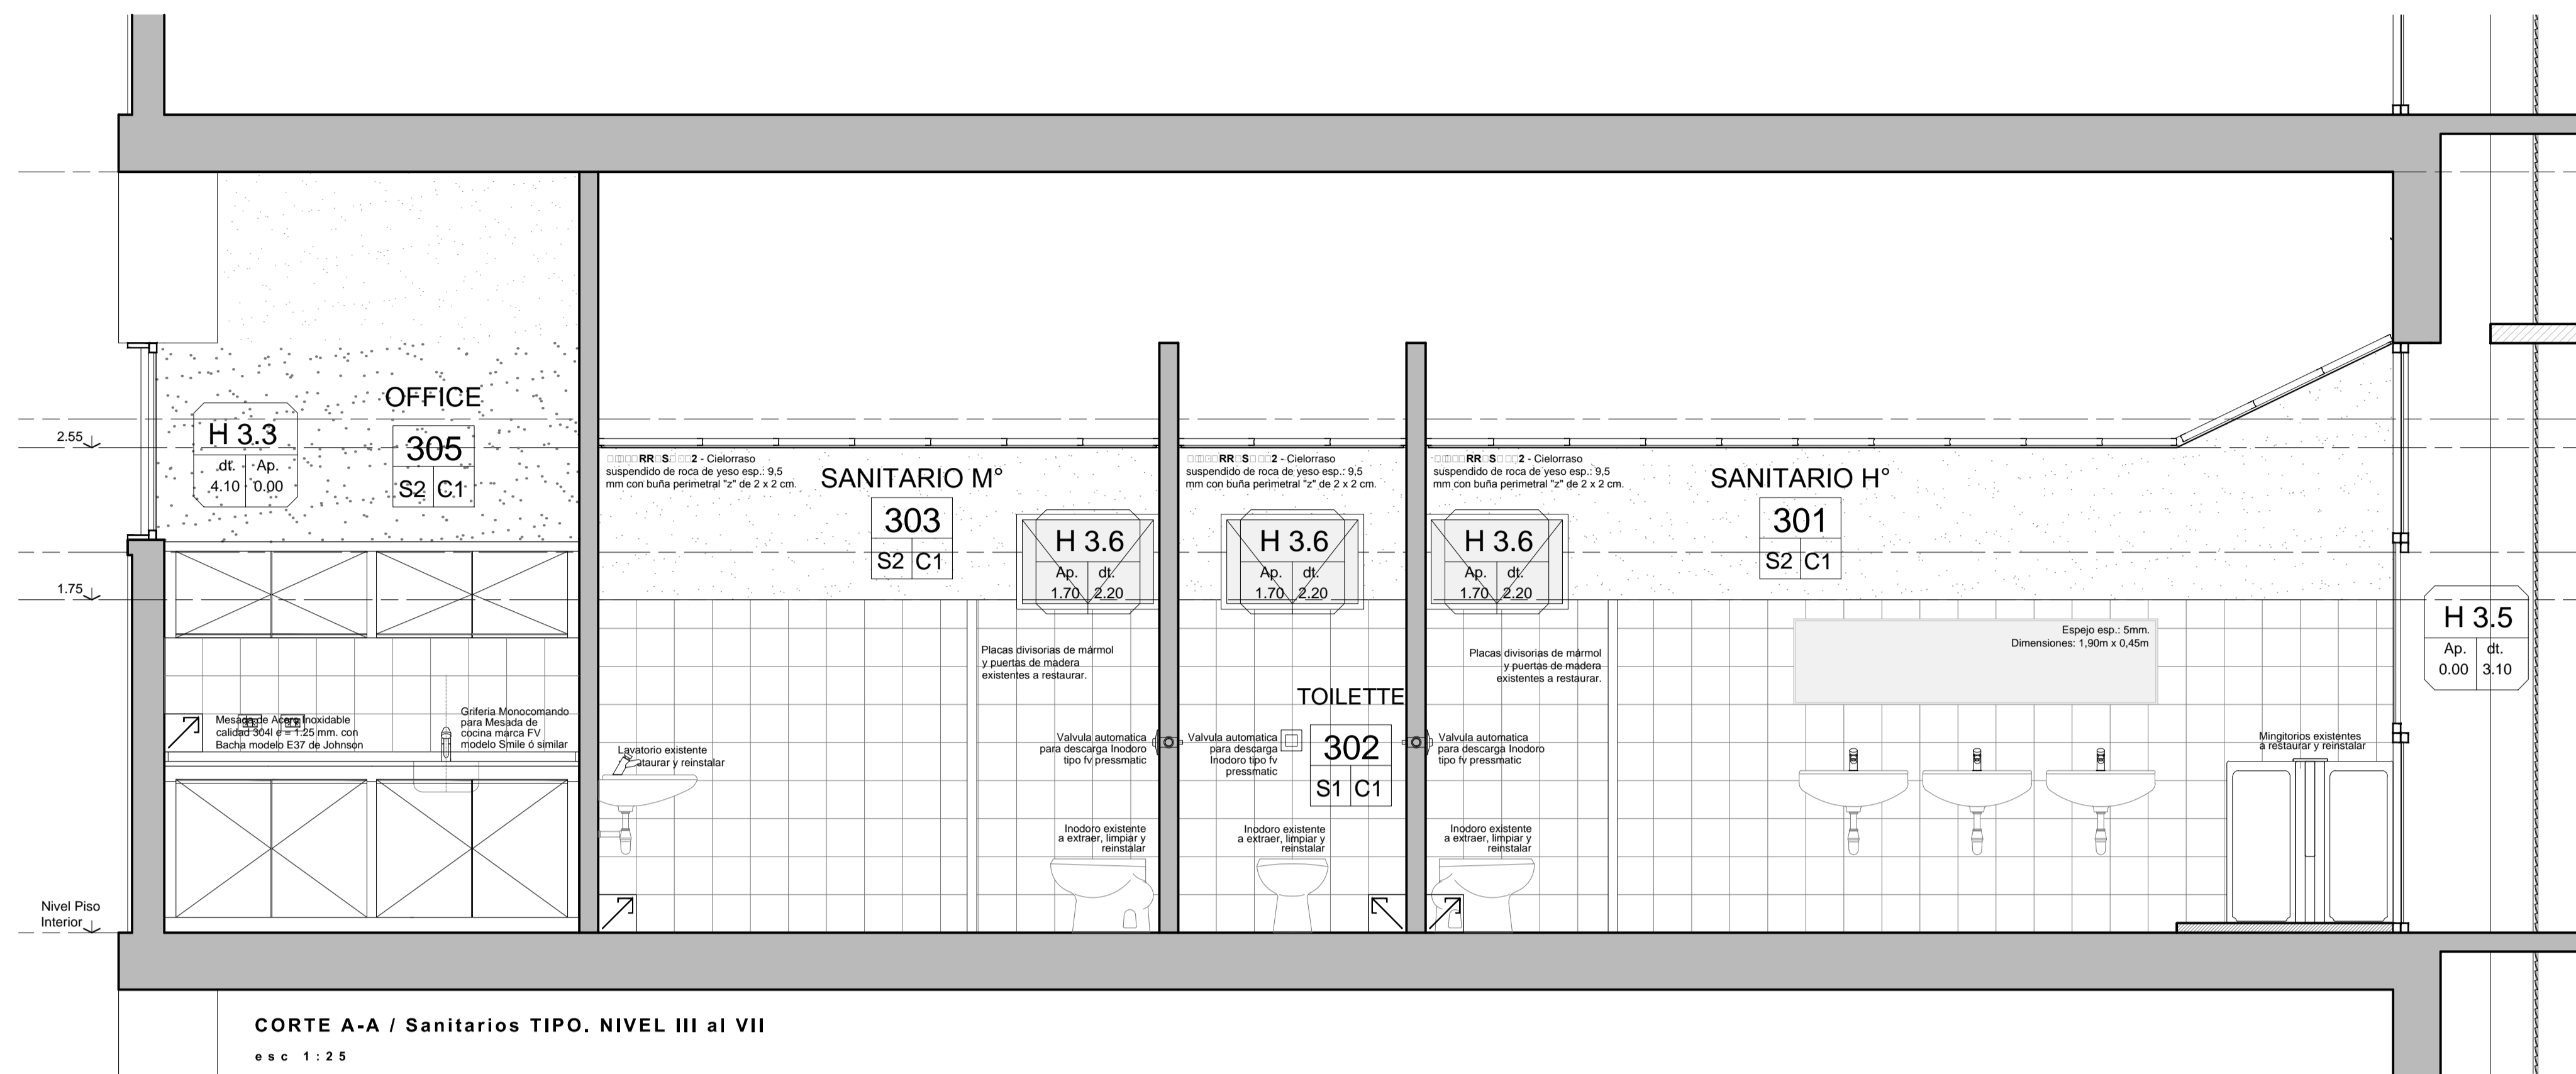 OFFICE
H 3.3
dt. Ap.
4.10 0.00
305
S2 C1
2.55
1.75
Nivel Piso
Interior
Mesada de Acero Inoxidable
calidad 304l e = 1.25 mm. con
Bacha modelo E37 de Johnson
Griferia Monocomando
para Mesada de
cocina marca FV
modelo Smile ó similar
RR S 2 - Cielorraso
suspendido de roca de yeso esp.: 9,5
mm con buña perimetral "z" de 2 x 2 cm.
SANITARIO M°
303
S2 C1
H 3.6
Ap. dt.
1.70 2.20
Placas divisorias de mármol
y puertas de madera
existentes a restaurar.
Lavatorio existente
taurar y reinstalar
Valvula automatica
para descarga Inodoro
tipo fv pressmatic
Inodoro existente
a extraer, limpiar y
reinstalar
RR S 2 - Cielorraso
suspendido de roca de yeso esp.: 9,5
mm con buña perimetral "z" de 2 x 2 cm.
H 3.6
Ap. dt.
1.70 2.20
TOILETTE
302
S1 C1
Valvula automatica
para descarga
Inodoro tipo fv
pressmatic
Inodoro existente
a extraer, limpiar y
reinstalar
RR S 2 - Cielorraso
suspendido de roca de yeso esp.: 9,5
mm con buña perimetral "z" de 2 x 2 cm.
SANITARIO H°
301
S2 C1
H 3.6
Ap. dt.
1.70 2.20
Placas divisorias de mármol
y puertas de madera
existentes a restaurar.
Valvula automatica
para descarga Inodoro
tipo fv pressmatic
Inodoro existente
a extraer, limpiar y
reinstalar
Espejo esp.: 5mm.
Dimensiones: 1,90m x 0,45m
Mingitorios existentes
a restaurar y reinstalar
H 3.5
Ap. dt.
0.00 3.10
CORTE A-A / Sanitarios TIPO. NIVEL III al VII
esc 1:25